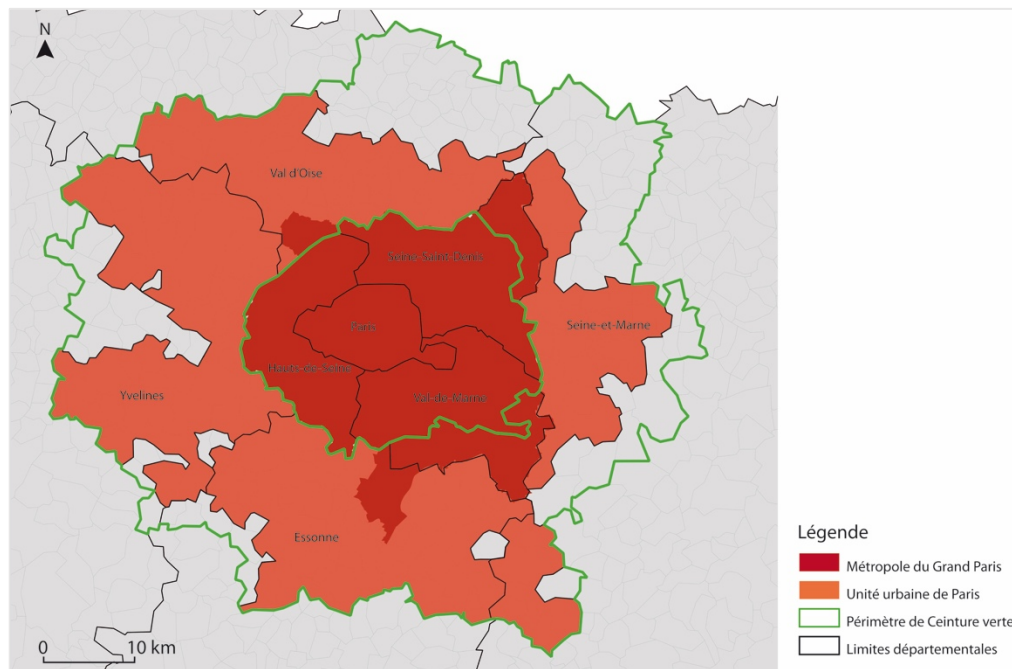 N
Val d'Oise
Seine-Saint-Denis
Paris
Seine-et-Marne
Hauts-de-Seine
Yvelines
Val-de-Marne
Essonne
0 10 km
Légende
Métropole du Grand Paris
Unité urbaine de Paris
Périmètre de Ceinture verte
Limites départementales